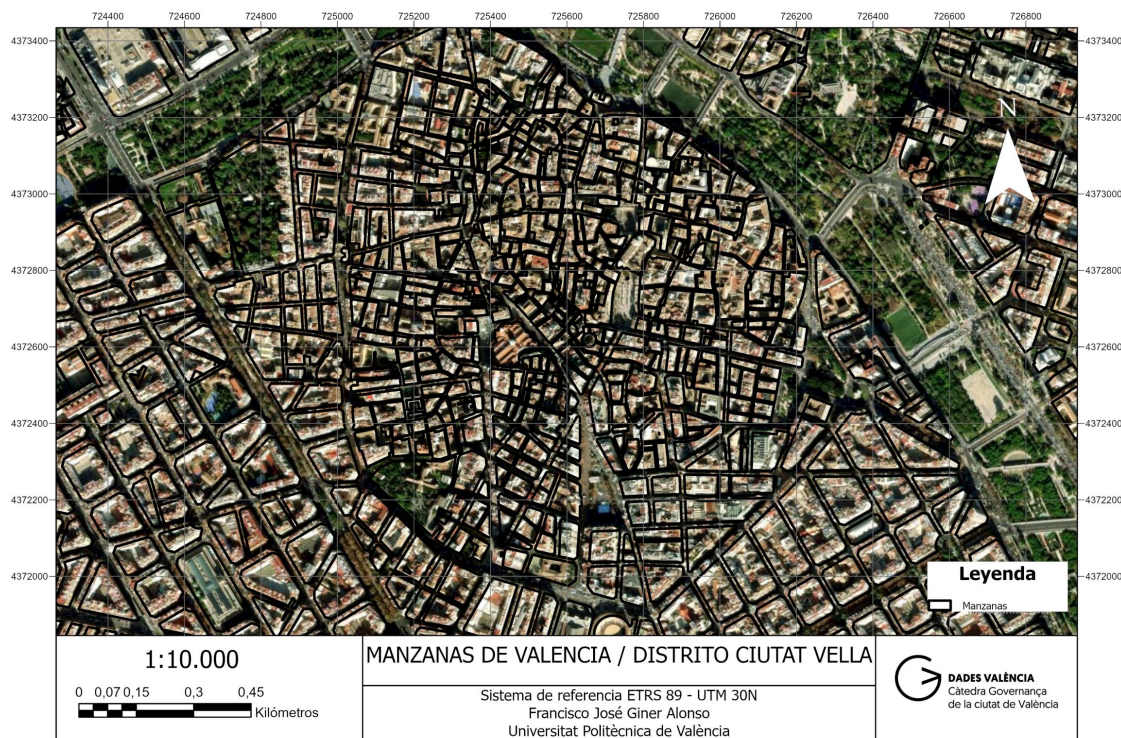 724400 724600 724800 725000 725200 725400 725600 725800 726000 726200 726400 726600 726800
4373400 4373400
4373200 4373200
4373000 4373000
4372800 4372800
4372600 4372600
4372400 4372400
4372200 4372200
4372000 4372000
N
Leyenda
Manzanas
1:10.000
0 0,07 0,15 0,3 0,45
Kilómetros
MANZANAS DE VALENCIA / DISTRITO CIUTAT VELLA
Sistema de referencia ETRS 89 - UTM 30N
Francisco José Giner Alonso
Universitat Politècnica de València
DADES VALÈNCIA
Càtedra Governança
de la ciutat de València